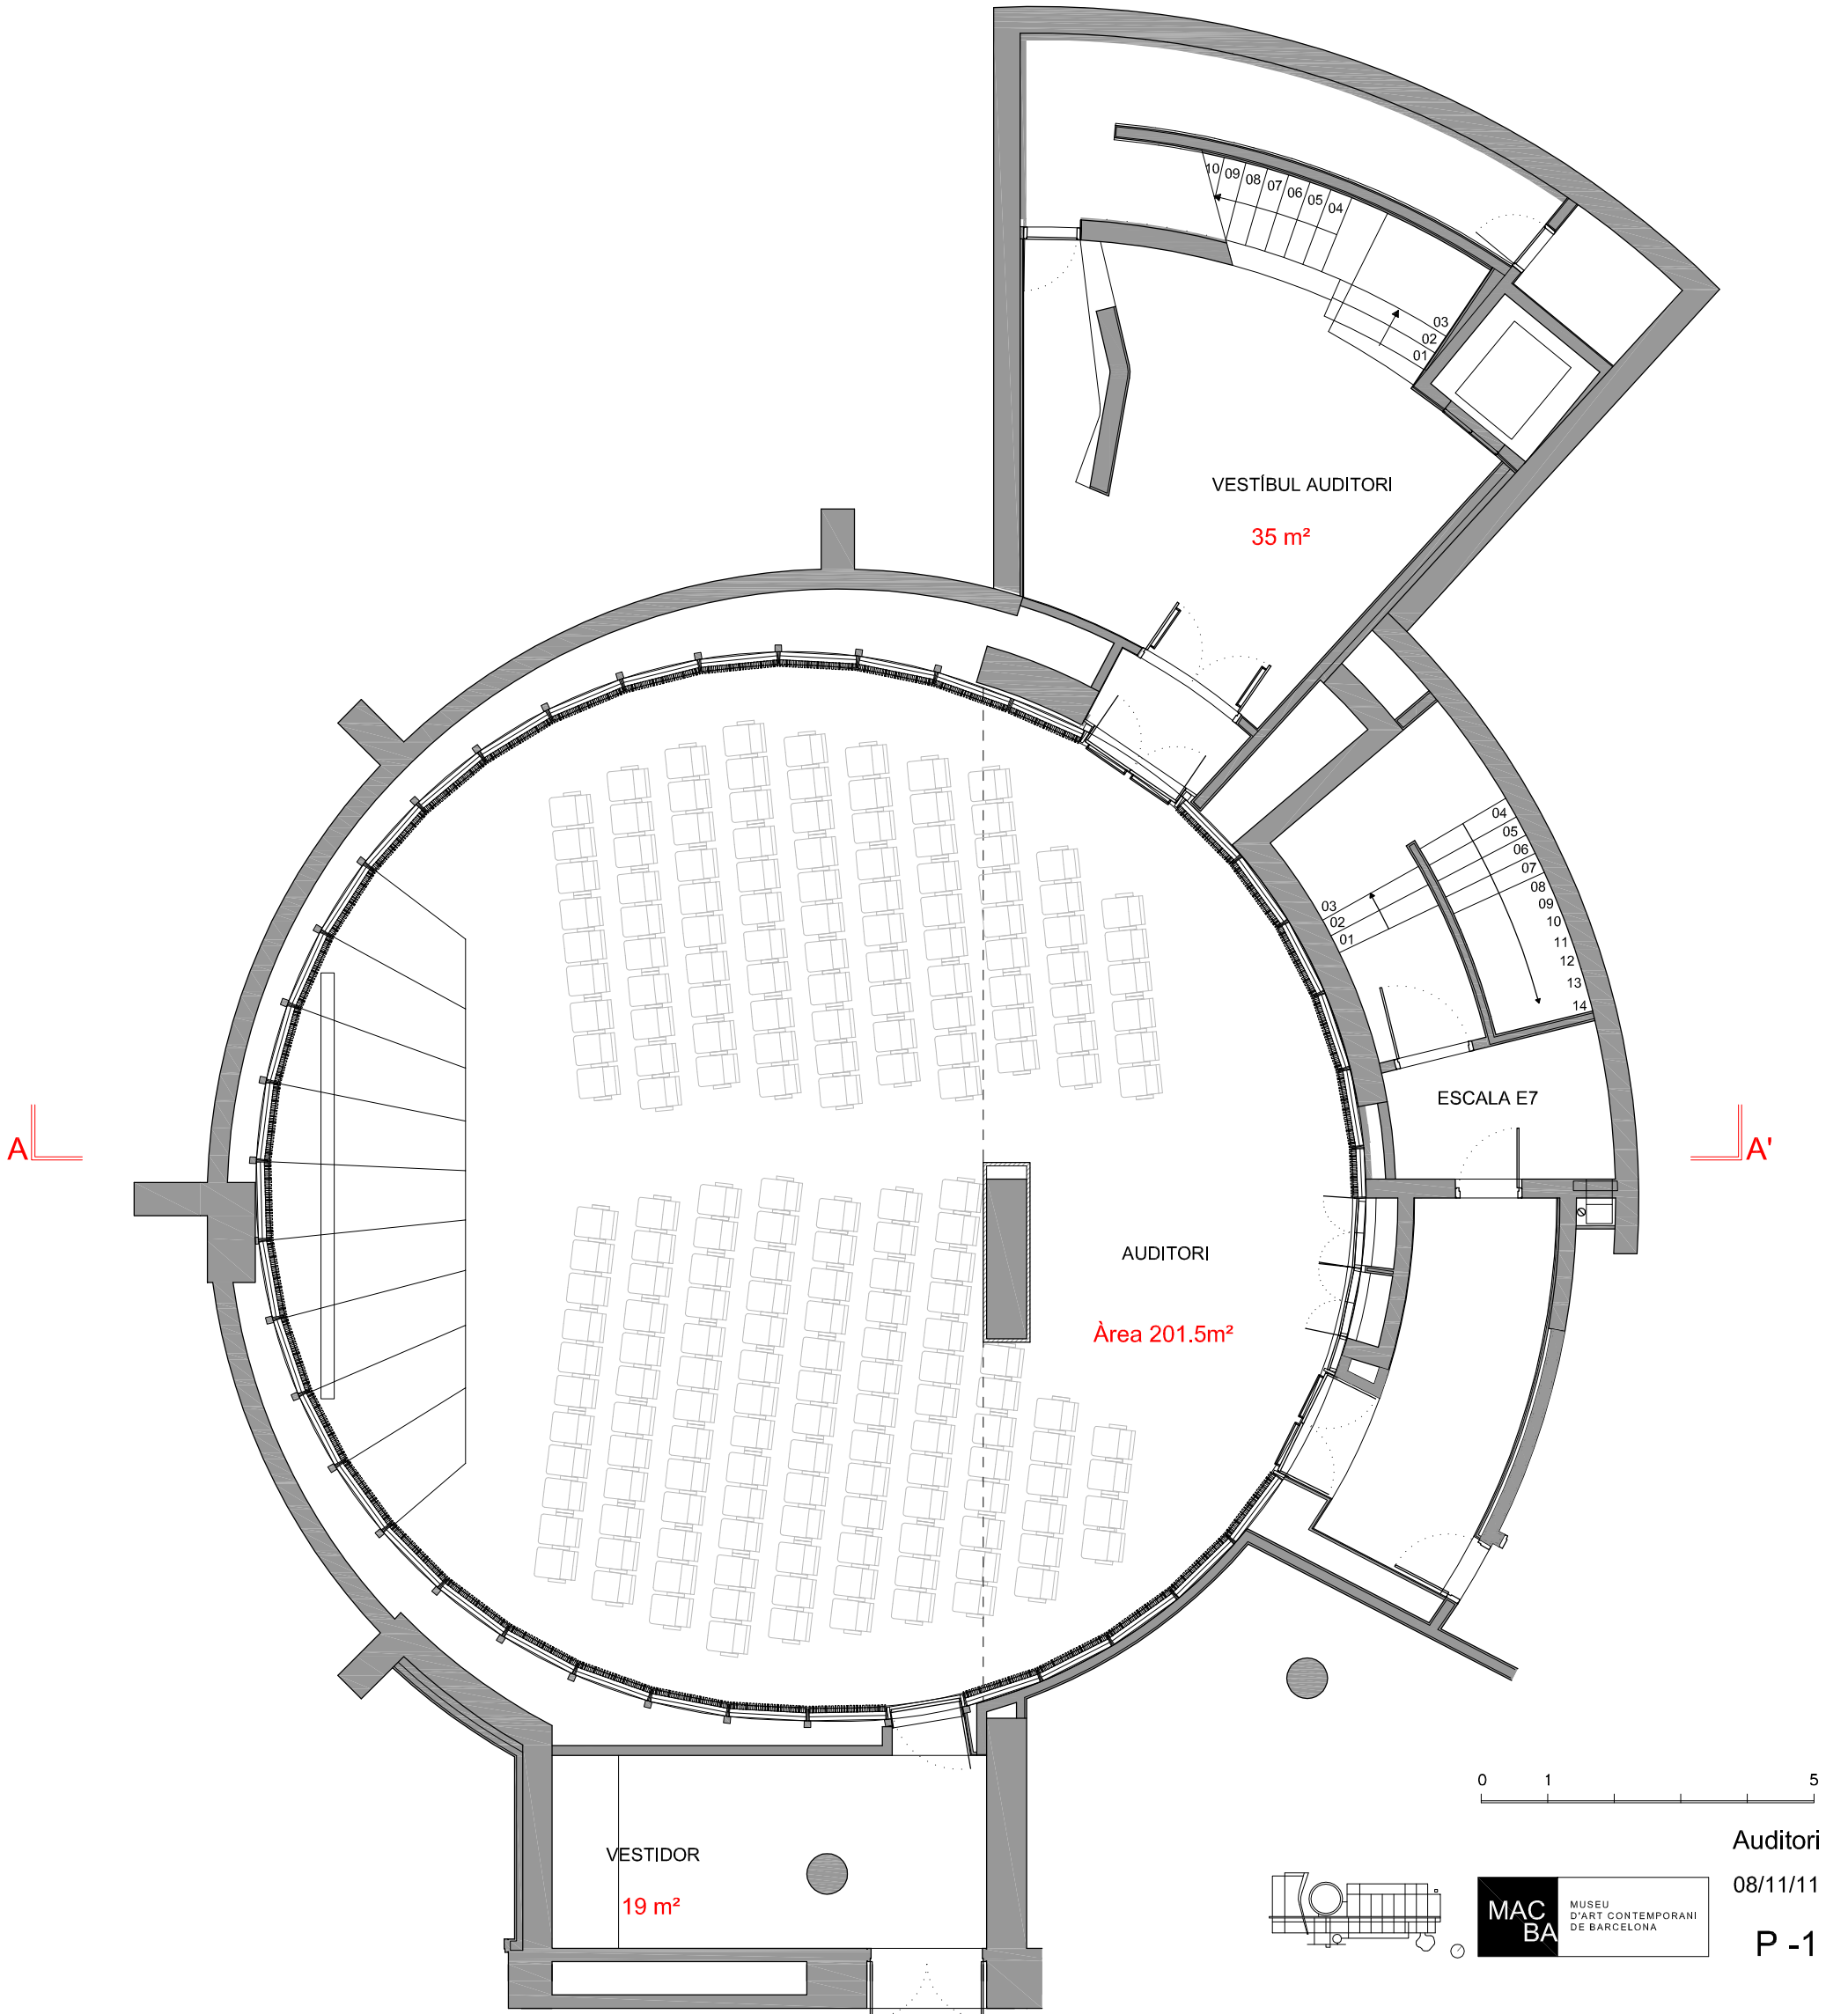 10
09
08
07
06
05
04
03
02
01
VESTÍBUL AUDITORI
35 m²
04
05
06
07
08
09
10
11
12
13
14
03
02
01
ESCALA E7
A
A'
AUDITORI
Àrea 201.5m²
VESTIDOR
19 m²
0 1 5
Auditori
08/11/11
P -1
MAC
BA
MUSEU
D'ART CONTEMPORANI
DE BARCELONA